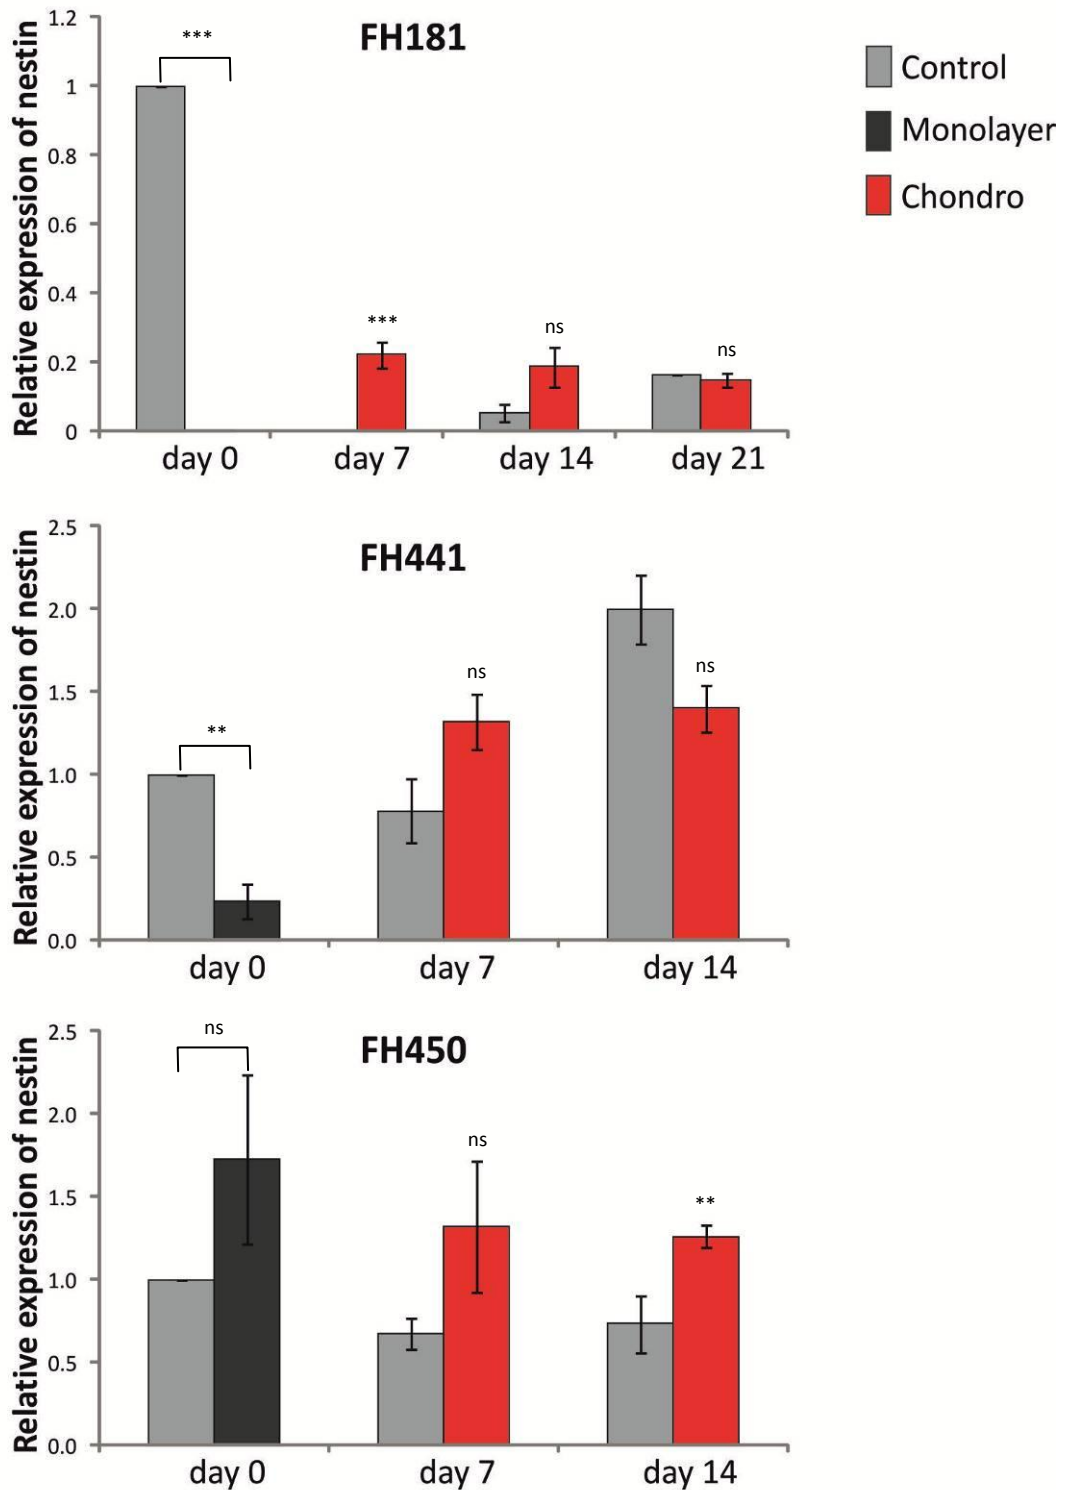 FH181
Relative expression of nestin
1.2
1
0.8
0.6
0.4
0.2
0
***
***
ns
ns
day 0
day 7
day 14
day 21
Control
Monolayer
Chondro
FH441
Relative expression of nestin
2.5
2.0
1.5
1.0
0.5
0.0
**
ns
ns
day 0
day 7
day 14
FH450
Relative expression of nestin
2.5
2.0
1.5
1.0
0.5
0.0
ns
ns
**
day 0
day 7
day 14